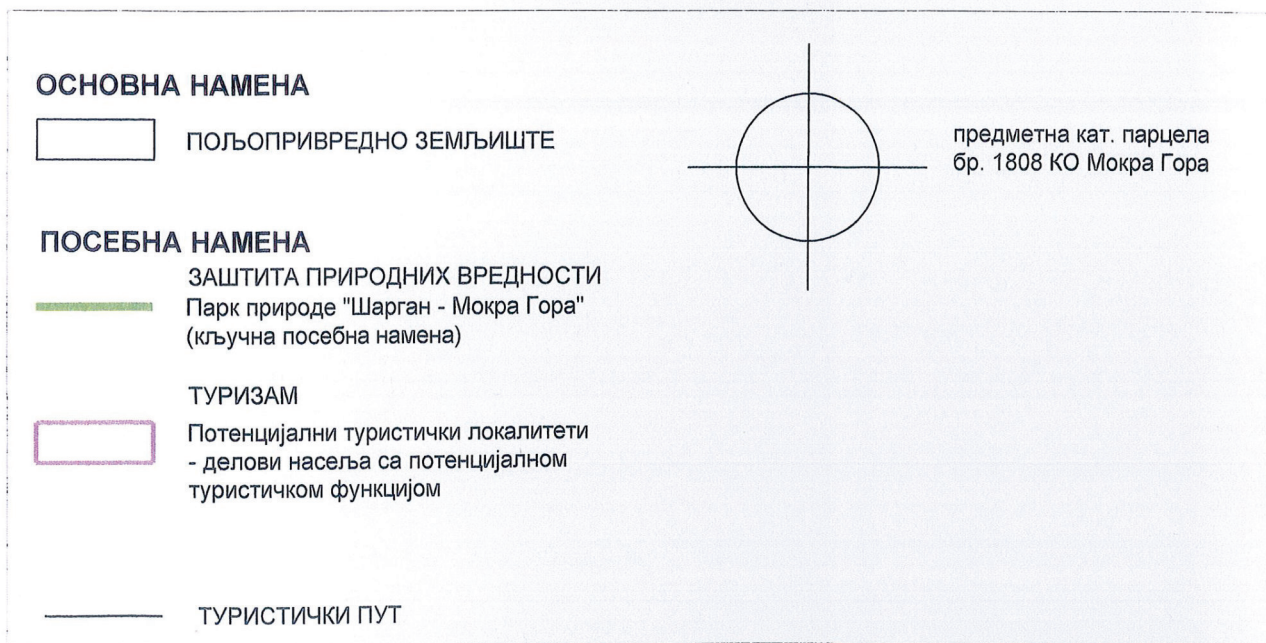 ОСНОВНА НАМЕНА
ПОЉОПРИВРЕДНО ЗЕМЉИШТЕ
предметна кат. парцела
бр. 1808 КО Мокра Гора
ПОСЕБНА НАМЕНА
ЗАШТИТА ПРИРОДНИХ ВРЕДНОСТИ
Парк природе "Шарган - Мокра Гора"
(кључна посебна намена)
ТУРИЗАМ
Потенцијални туристички локалитети
- делови насеља са потенцијалном
туристичком функцијом
ТУРИСТИЧКИ ПУТ